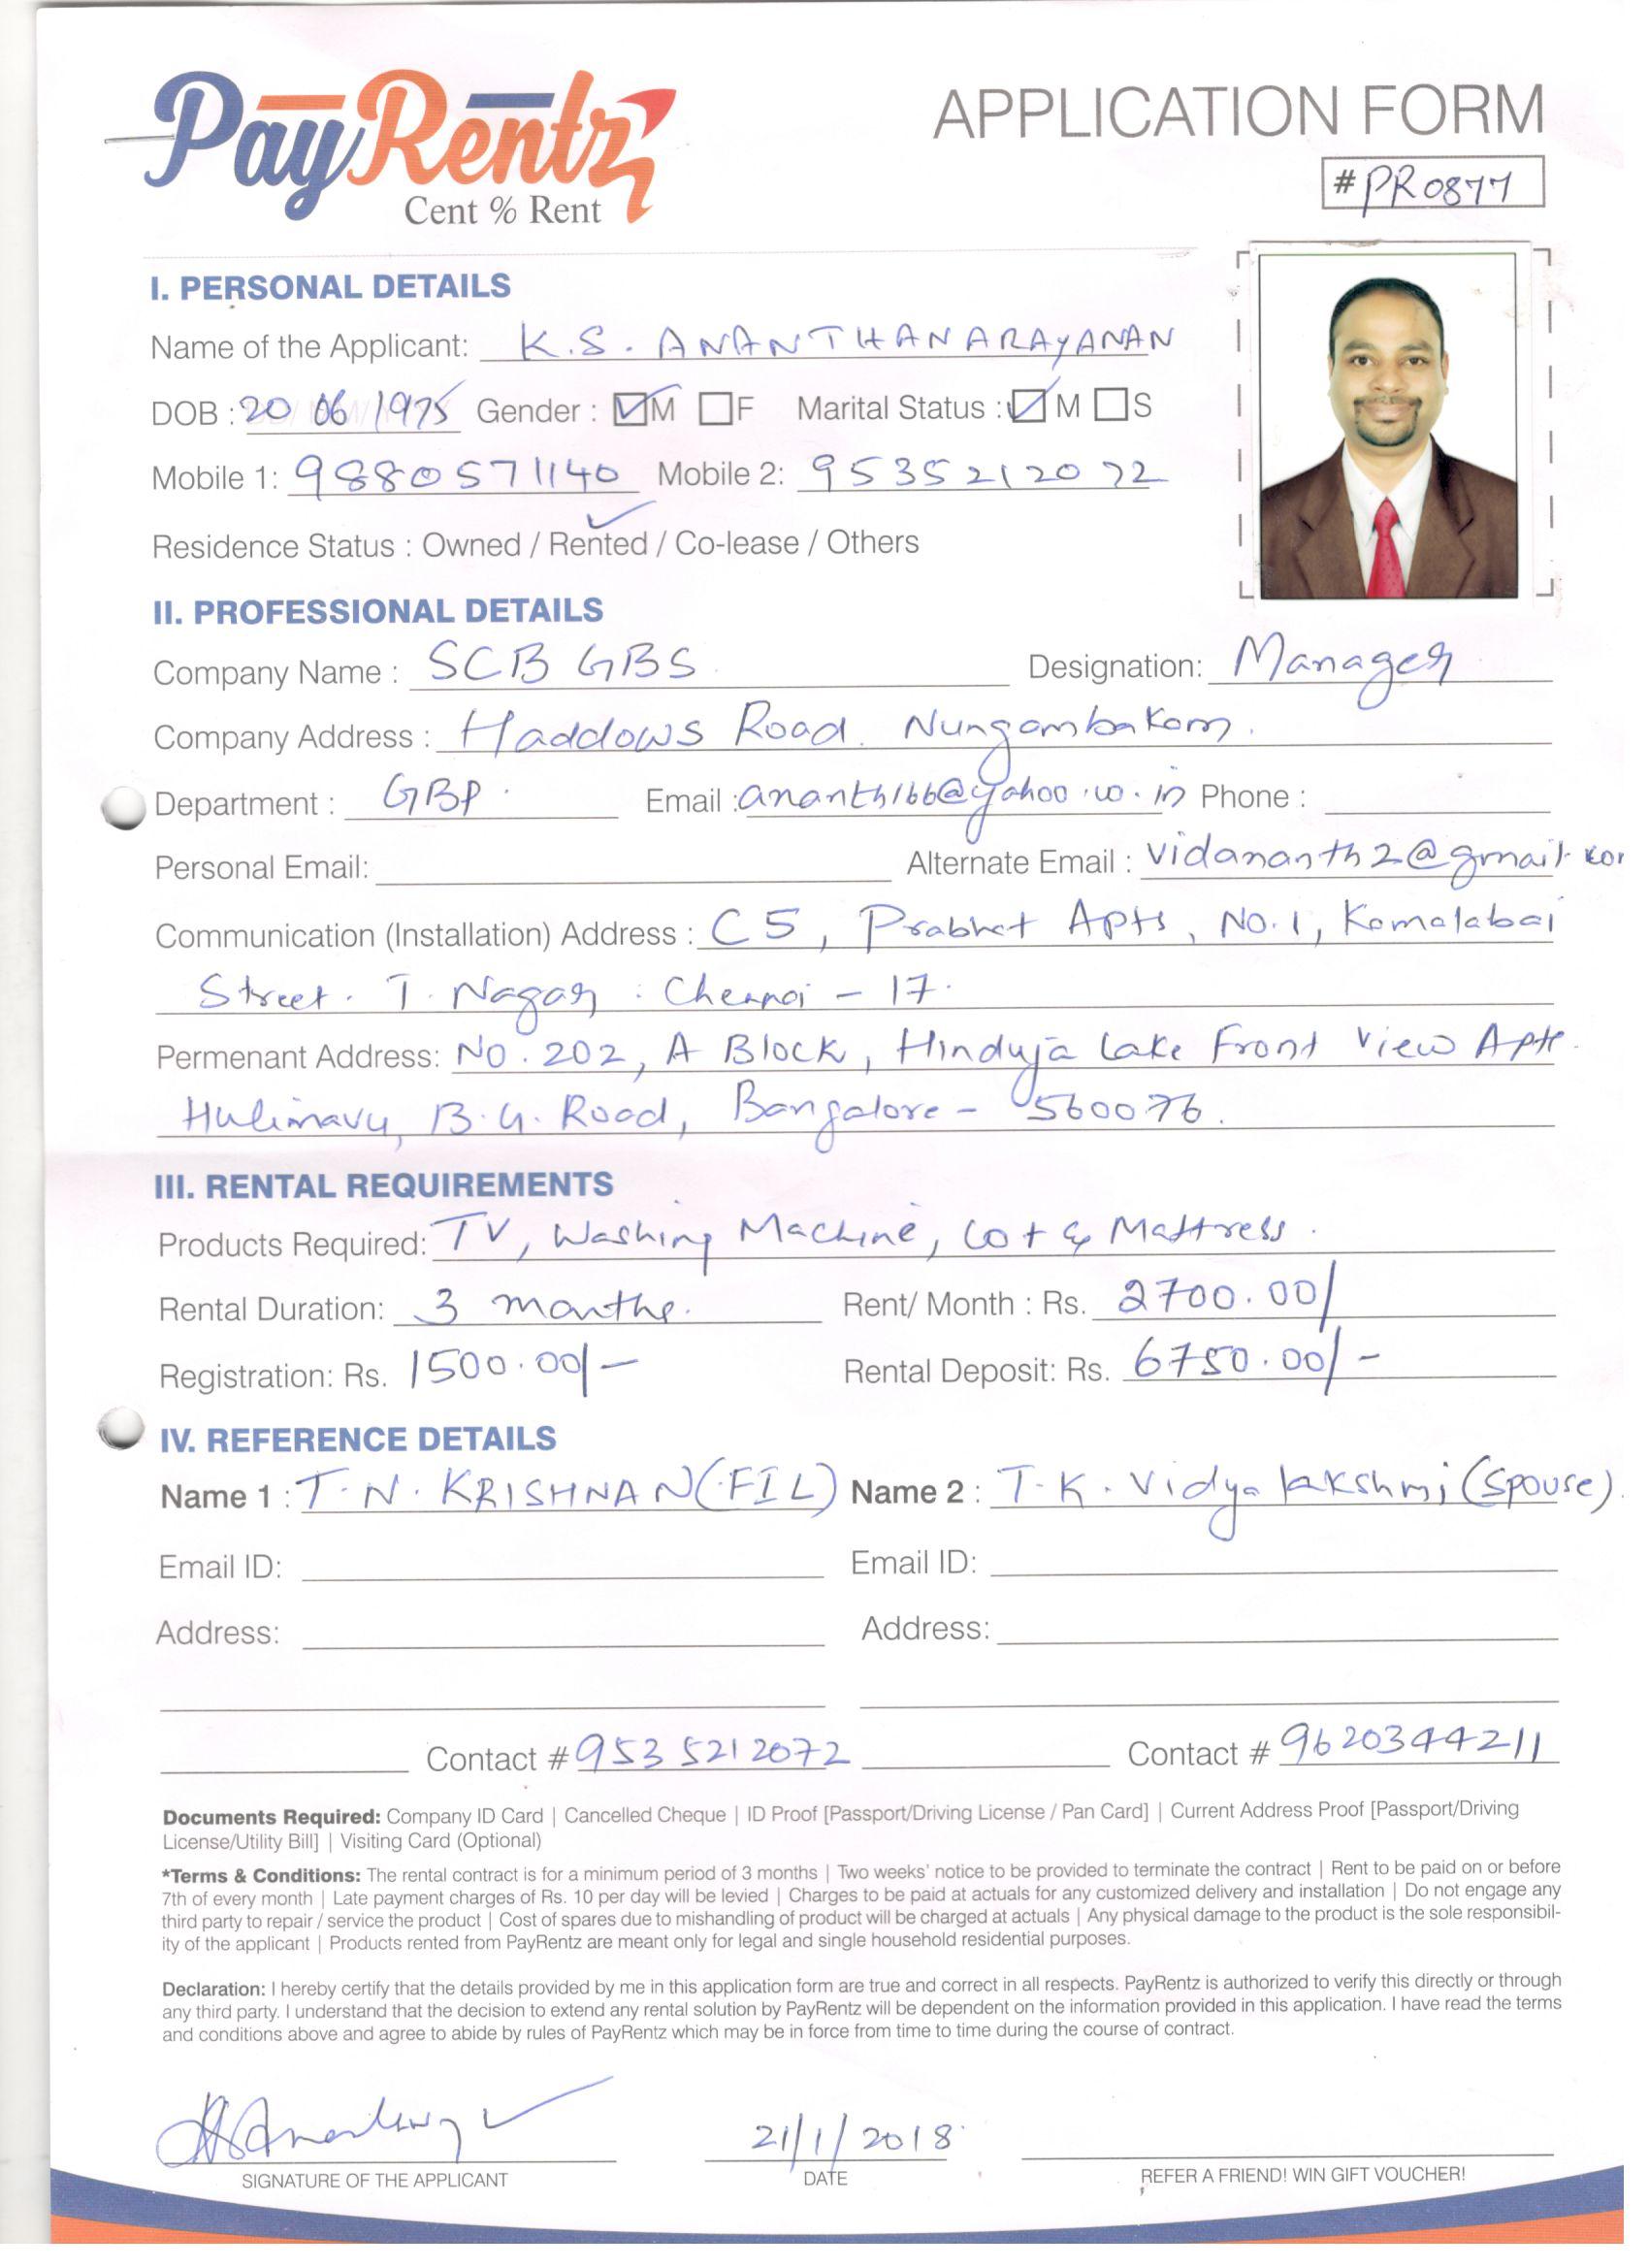 PayRentz
Cent % Rent
APPLICATION FORM
#PR0877
I. PERSONAL DETAILS
Name of the Applicant: K.S. ANANTHANARAYANAN
DOB : 20 06 / 1975 Gender : M F Marital Status : M S
Mobile 1: 9880571140 Mobile 2: 9535212072
Residence Status : Owned / Rented / Co-lease / Others
II. PROFESSIONAL DETAILS
Company Name : SCB GBS Designation: Manager
Company Address : Haddows Road. Nungambakam.
Department : GBP. Email : ananth166@yahoo.co.in Phone :
Personal Email: Alternate Email : vidananth2@gmail.com
Communication (Installation) Address : C5, Prabhat Apts, No.1, Kamalabai
Street. T. Nagar : Chennai - 17.
Permenant Address: No. 202, A Block, Hinduja Lake Front View Apts
Hulimavu, B.G. Road, Bangalore - 560076.
III. RENTAL REQUIREMENTS
Products Required: TV, Washing Machine, Cot & Mattress.
Rental Duration: 3 months. Rent/ Month : Rs. 2700.00/
Registration: Rs. 1500.00/- Rental Deposit: Rs. 6750.00/-
IV. REFERENCE DETAILS
Name 1 : T.N. KRISHNAN (FIL) Name 2 : T.K. Vidya lakshmi (Spouse).
Email ID: Email ID:
Address: Address:
Contact # 9535212072 Contact # 9620344211
Documents Required: Company ID Card | Cancelled Cheque | ID Proof [Passport/Driving License / Pan Card] | Current Address Proof [Passport/Driving
License/Utility Bill] | Visiting Card (Optional)
*Terms & Conditions: The rental contract is for a minimum period of 3 months | Two weeks' notice to be provided to terminate the contract | Rent to be paid on or before
7th of every month | Late payment charges of Rs. 10 per day will be levied | Charges to be paid at actuals for any customized delivery and installation | Do not engage any
third party to repair / service the product | Cost of spares due to mishandling of product will be charged at actuals | Any physical damage to the product is the sole responsibil-
ity of the applicant | Products rented from PayRentz are meant only for legal and single household residential purposes.
Declaration: I hereby certify that the details provided by me in this application form are true and correct in all respects. PayRentz is authorized to verify this directly or through
any third party. I understand that the decision to extend any rental solution by PayRentz will be dependent on the information provided in this application. I have read the terms
and conditions above and agree to abide by rules of PayRentz which may be in force from time to time during the course of contract.
21/1/2018
SIGNATURE OF THE APPLICANT DATE REFER A FRIEND! WIN GIFT VOUCHER!